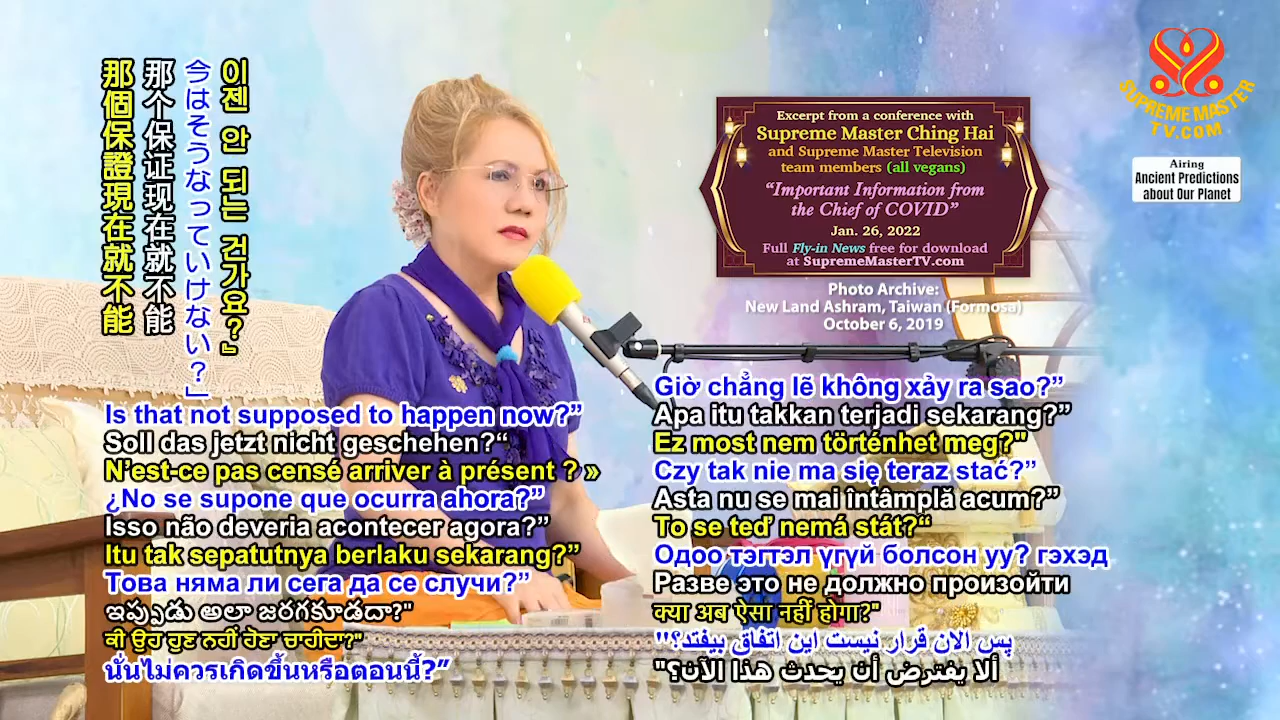 那個保證現在就不能
那个保证现在就不能
今はそうなっていけない？」
이젠 안 되는 건가요?』
Is that not supposed to happen now?”
Soll das jetzt nicht geschehen?“
N’est-ce pas censé arriver à présent ? »
¿No se supone que ocurra ahora?”
Isso não deveria acontecer agora?”
Itu tak sepatutnya berlaku sekarang?”
Това няма ли сега да се случи?”
ఇప్పుడు అలా జరగకూడదా?"
ਕੀ ਉਹ ਹੁਣ ਨਹੀਂ ਹੋਣਾ ਚਾਹੀਦਾ?"
นั่นไม่ควรเกิดขึ้นหรือตอนนี้?”
Giờ chẳng lẽ không xảy ra sao?”
Apa itu takkan terjadi sekarang?”
Ez most nem történhet meg?"
Czy tak nie ma się teraz stać?”
Asta nu se mai întâmplă acum?”
To se teď nemá stát?“
Одоо тэгтэл үгүй болсон уу? гэхэд
Разве это не должно произойти
क्या अब ऐसा नहीं होगा?"
پس الان قرار نیست این اتفاق بیفتد؟"
ألا يفترض أن يحدث هذا الآن؟"
Excerpt from a conference with
Supreme Master Ching Hai
and Supreme Master Television
team members (all vegans)
“Important Information from
the Chief of COVID”
Jan. 26, 2022
Full Fly-in News free for download
at SupremeMasterTV.com
Photo Archive:
New Land Ashram, Taiwan (Formosa)
October 6, 2019
SUPREME MASTER
TV.COM
Airing
Ancient Predictions
about Our Planet